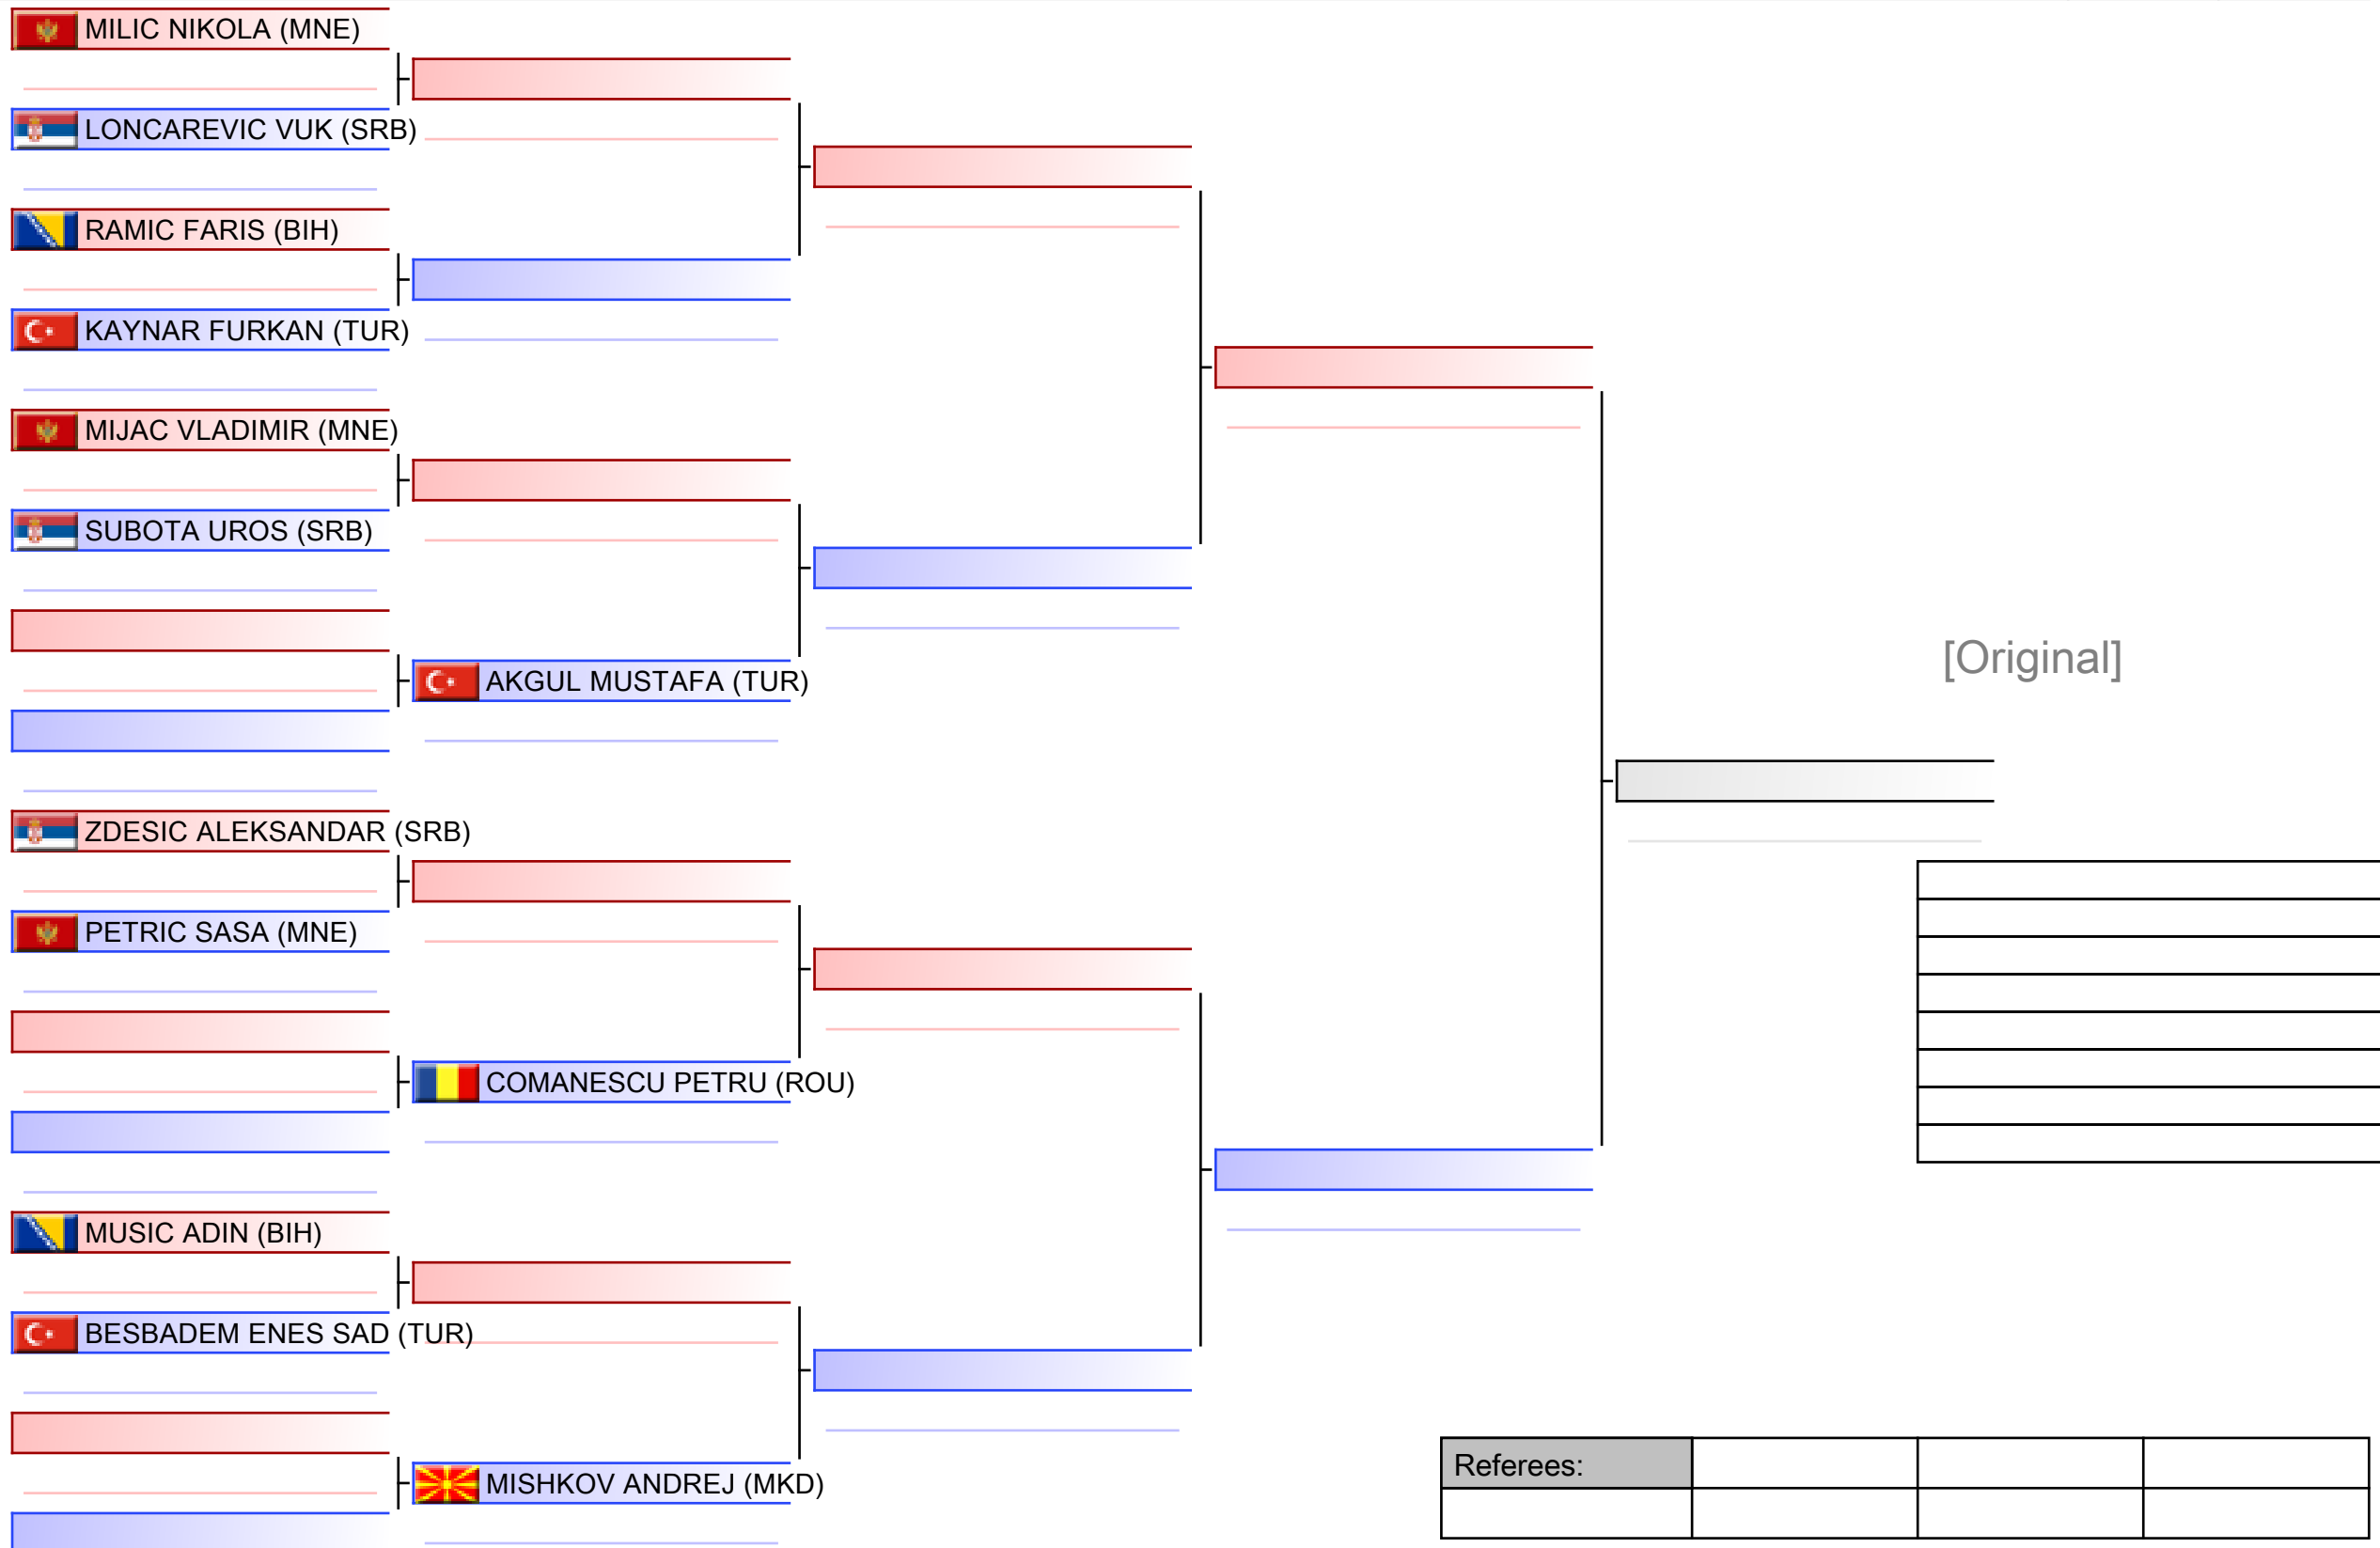 MILIC NIKOLA (MNE)
LONCAREVIC VUK (SRB)
RAMIC FARIS (BIH)
KAYNAR FURKAN (TUR)
MIJAC VLADIMIR (MNE)
SUBOTA UROS (SRB)
[Original]
AKGUL MUSTAFA (TUR)
ZDESIC ALEKSANDAR (SRB)
PETRIC SASA (MNE)
COMANESCU PETRU (ROU)
MUSIC ADIN (BIH)
BESBADEM ENES SAD (TUR)
Referees:
MISHKOV ANDREJ (MKD)